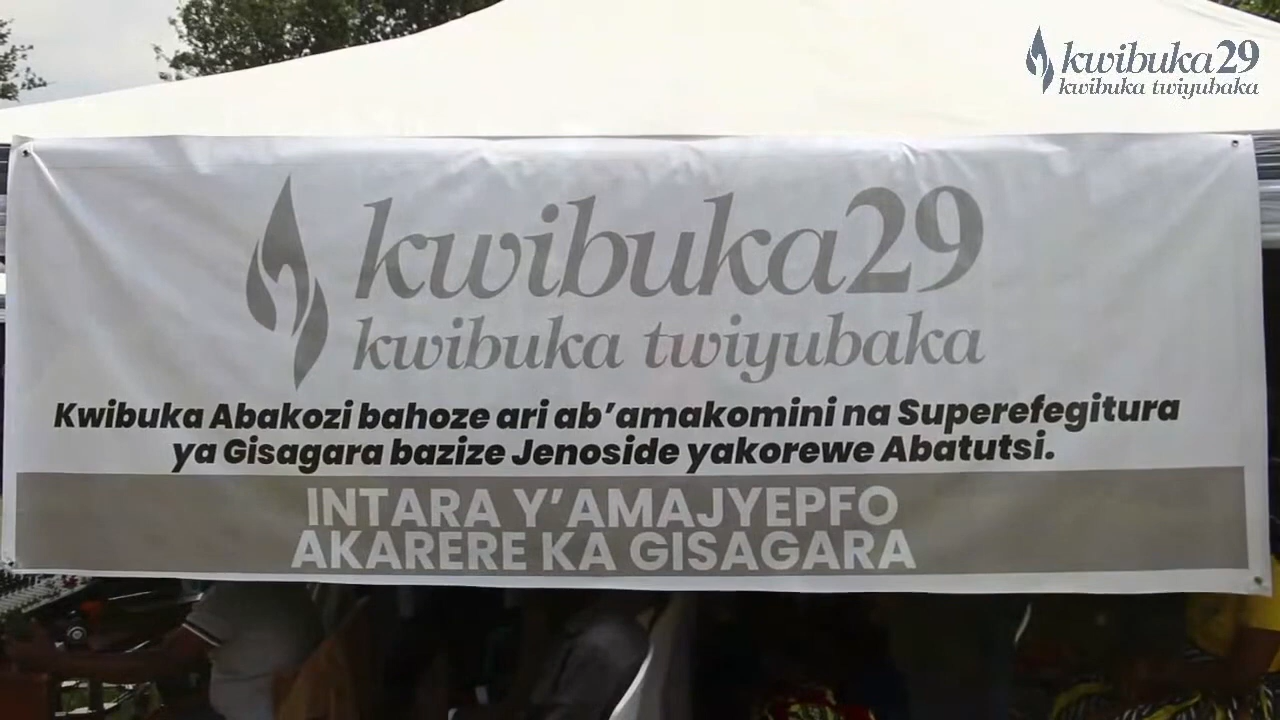 kwibuka29
kwibuka twiyubaka
kwibuka29
kwibuka twiyubaka
Kwibuka Abakozi bahoze ari ab'amakomini na Superefegitura
ya Gisagara bazize Jenoside yakorewe Abatutsi.
INTARA Y'AMAJYEPFO
AKARERE KA GISAGARA